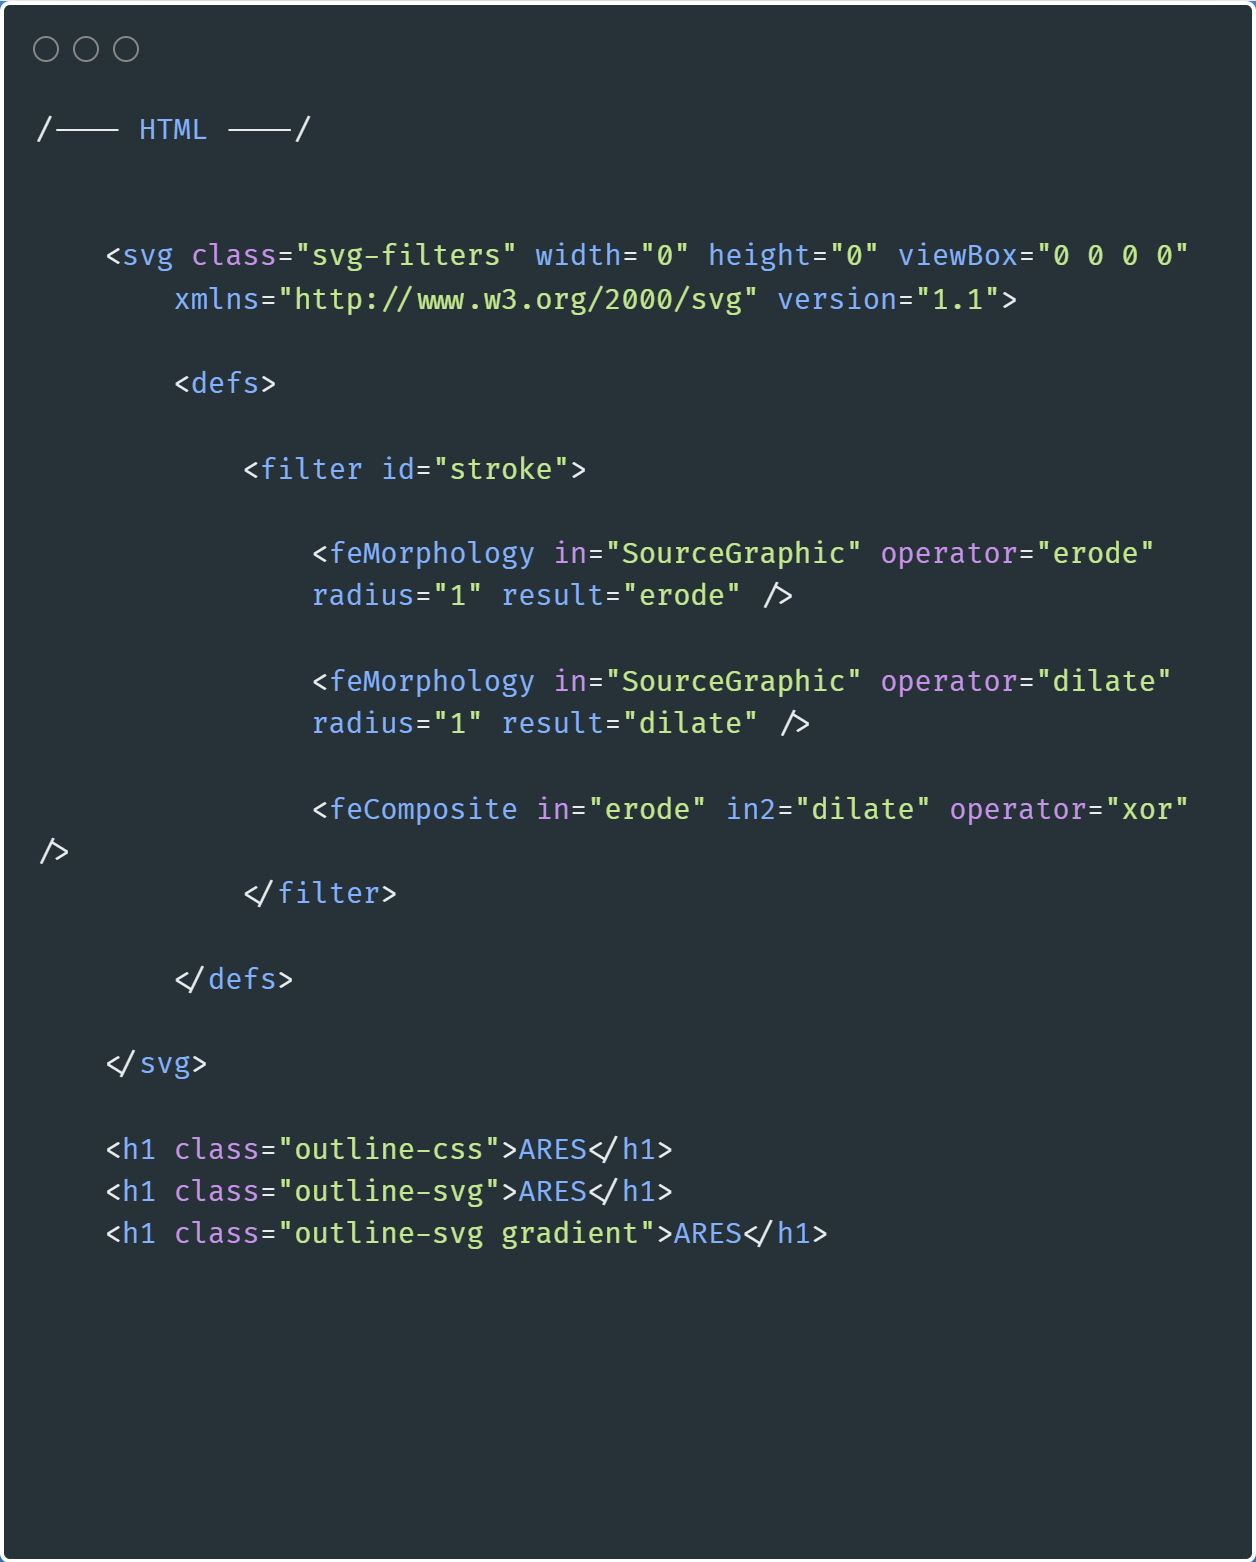 /---- HTML ----/
<svg class="svg-filters" width="0" height="0" viewBox="0 0 0 0"
xmlns="http://www.w3.org/2000/svg" version="1.1">
<defs>
<filter id="stroke">
<feMorphology in="SourceGraphic" operator="erode"
radius="1" result="erode" />
<feMorphology in="SourceGraphic" operator="dilate"
radius="1" result="dilate" />
<feComposite in="erode" in2="dilate" operator="xor"
/>
</filter>
</defs>
</svg>
<h1 class="outline-css">ARES</h1>
<h1 class="outline-svg">ARES</h1>
<h1 class="outline-svg gradient">ARES</h1>